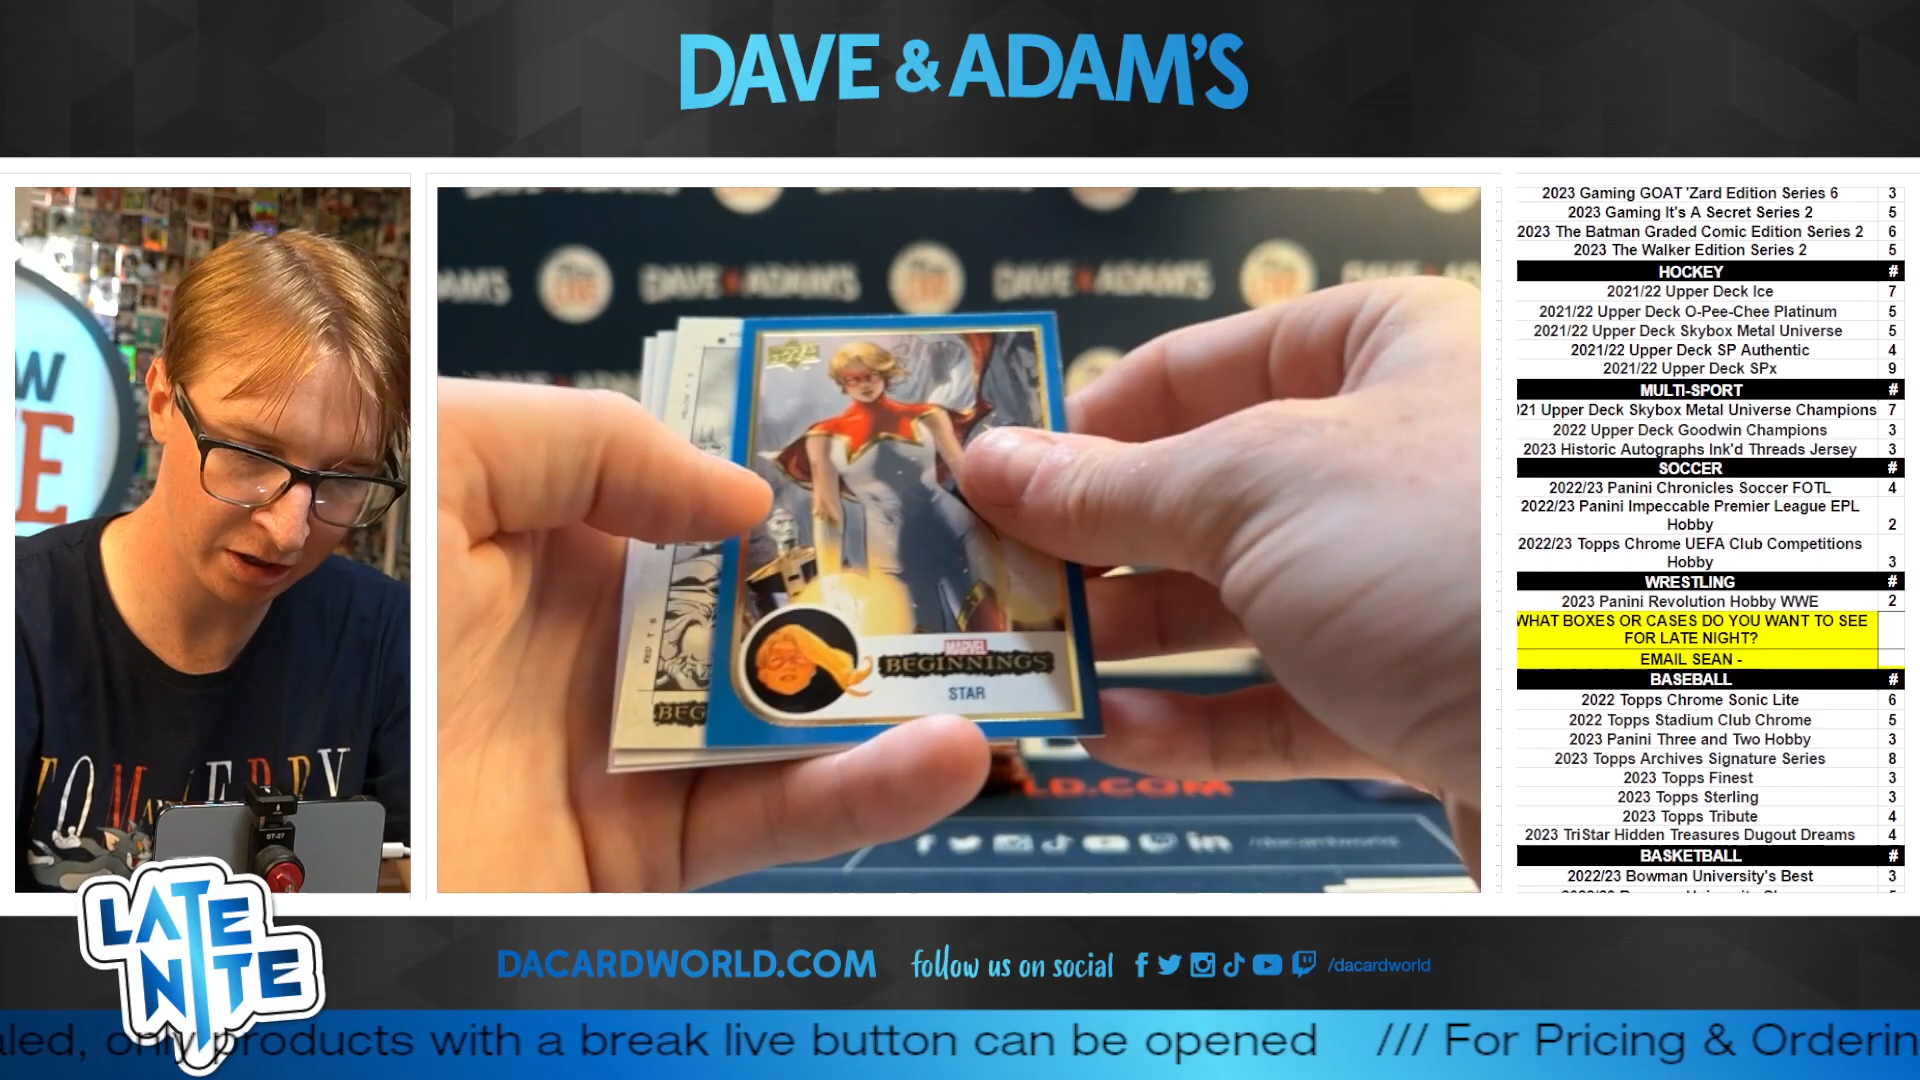 DAVE & ADAM'S
DAVE & ADAM'S
MARVEL
BEGINNINGS
STAR
BEG
LD.COM
ST-27
2023 Gaming GOAT 'Zard Edition Series 6 3
2023 Gaming It's A Secret Series 2 5
2023 The Batman Graded Comic Edition Series 2 6
2023 The Walker Edition Series 2 5
HOCKEY #
2021/22 Upper Deck Ice 7
2021/22 Upper Deck O-Pee-Chee Platinum 5
2021/22 Upper Deck Skybox Metal Universe 5
2021/22 Upper Deck SP Authentic 4
2021/22 Upper Deck SPx 9
MULTI-SPORT #
21 Upper Deck Skybox Metal Universe Champions 7
2022 Upper Deck Goodwin Champions 3
2023 Historic Autographs Ink'd Threads Jersey 3
SOCCER #
2022/23 Panini Chronicles Soccer FOTL 4
2022/23 Panini Impeccable Premier League EPL
Hobby 2
2022/23 Topps Chrome UEFA Club Competitions
Hobby 3
WRESTLING #
2023 Panini Revolution Hobby WWE 2
WHAT BOXES OR CASES DO YOU WANT TO SEE
FOR LATE NIGHT?
EMAIL SEAN -
BASEBALL #
2022 Topps Chrome Sonic Lite 6
2022 Topps Stadium Club Chrome 5
2023 Panini Three and Two Hobby 3
2023 Topps Archives Signature Series 8
2023 Topps Finest 3
2023 Topps Sterling 3
2023 Topps Tribute 4
2023 TriStar Hidden Treasures Dugout Dreams 4
BASKETBALL #
2022/23 Bowman University's Best 3
LATE
NITE
DACARDWORLD.COM follow us on social /dacardworld
aled, only products with a break live button can be opened /// For Pricing & Orderin